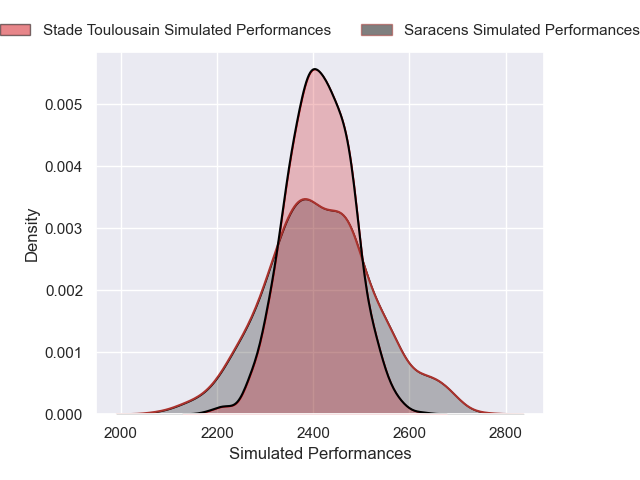 Stade Toulousain Simulated Performances
Saracens Simulated Performances
0.005
0.004
0.003
0.002
0.001
0.000
Density
2000 2200 2400 2600 2800
Simulated Performances